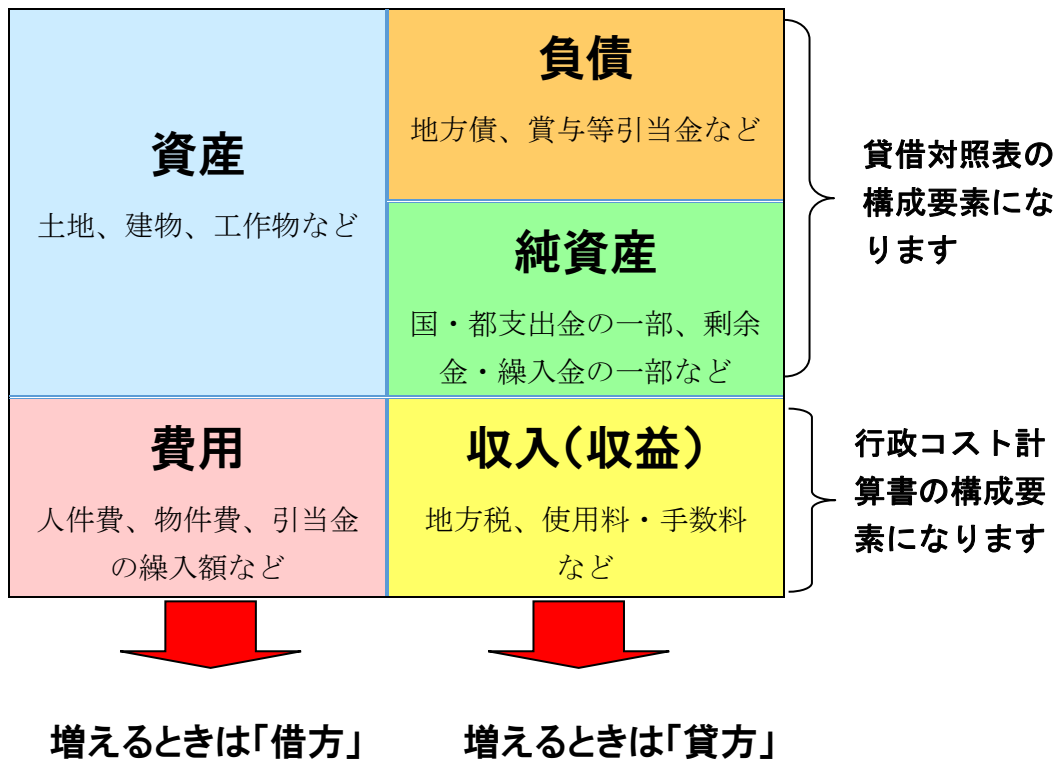 資産
土地、建物、工作物など
負債
地方債、賞与等引当金など
純資産
国・都支出金の一部、剰余
金・繰入金の一部など
貸借対照表の
構成要素にな
ります
費用
人件費、物件費、引当金
の繰入額など
収入(収益)
地方税、使用料・手数料
など
行政コスト計
算書の構成要
素になります
増えるときは「借方」
増えるときは「貸方」